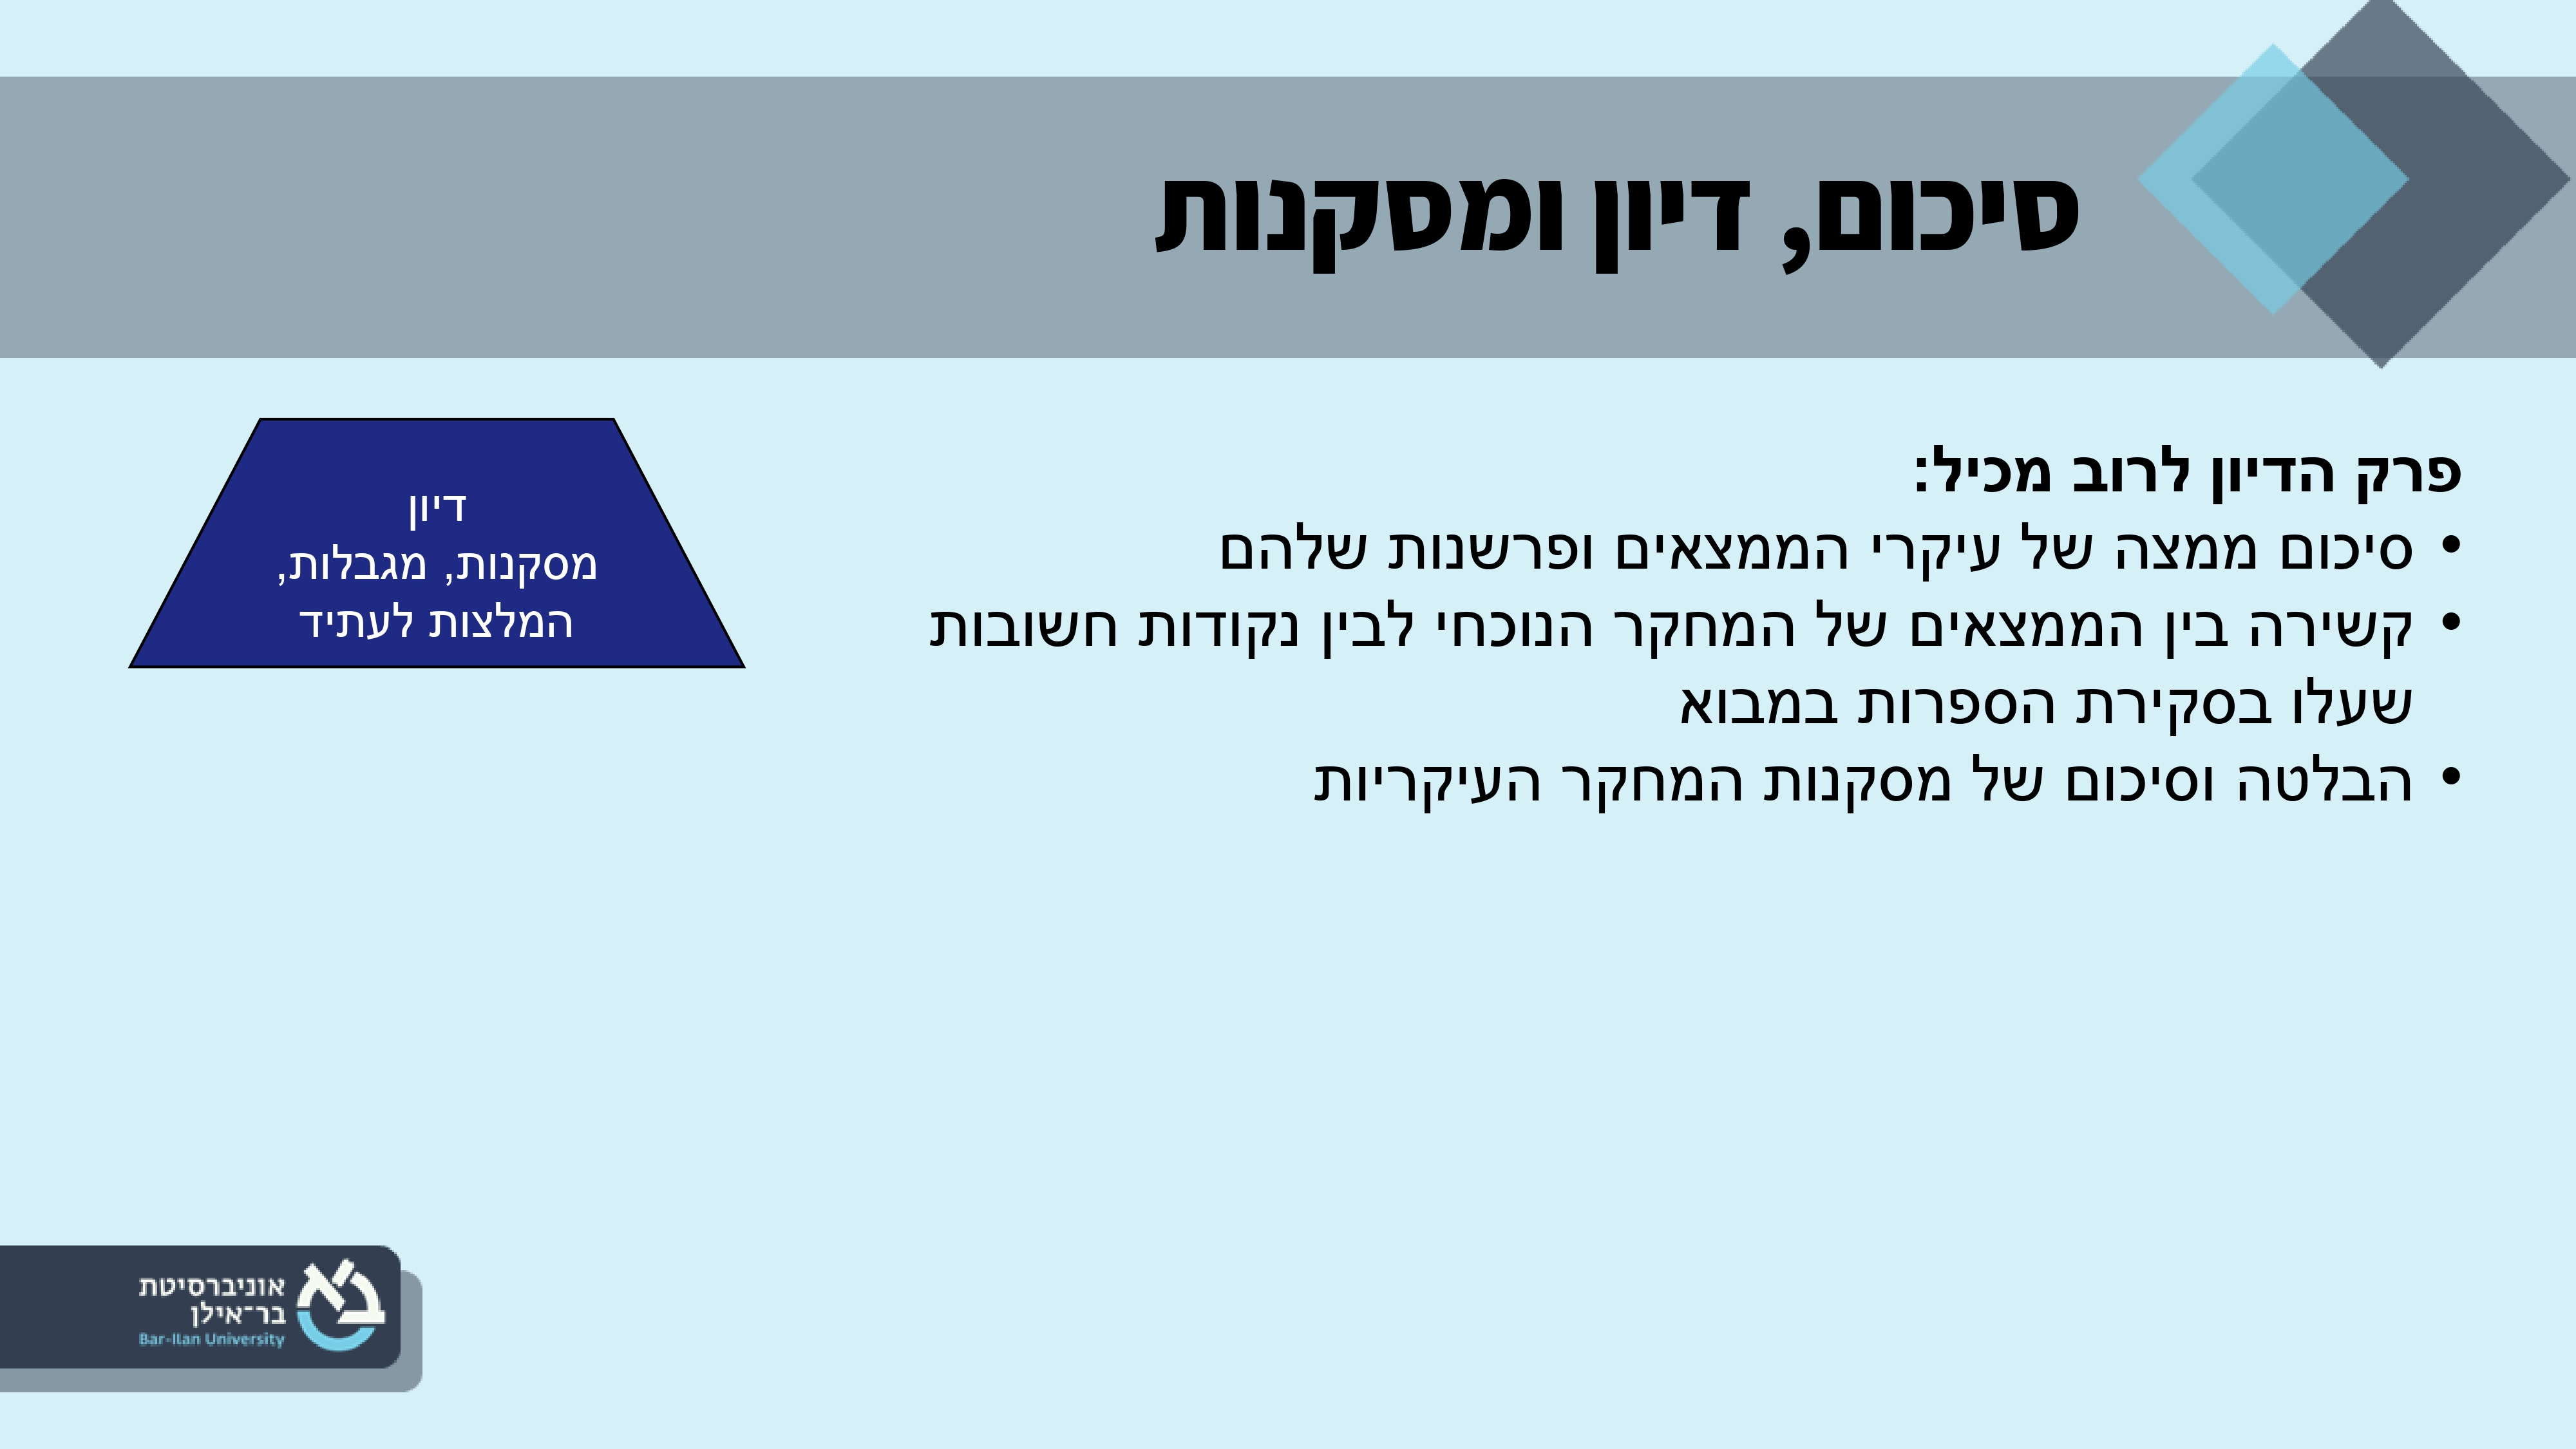 סיכום, דיון ומסקנות
פרק הדיון לרוב מכיל:
• סיכום ממצה של עיקרי הממצאים ופרשנות שלהם
• קשירה בין הממצאים של המחקר הנוכחי לבין נקודות חשובות
שעלו בסקירת הספרות במבוא
• הבלטה וסיכום של מסקנות המחקר העיקריות
דיון
מסקנות, מגבלות,
המלצות לעתיד
אוניברסיטת
בר־אילן
Bar-Ilan University